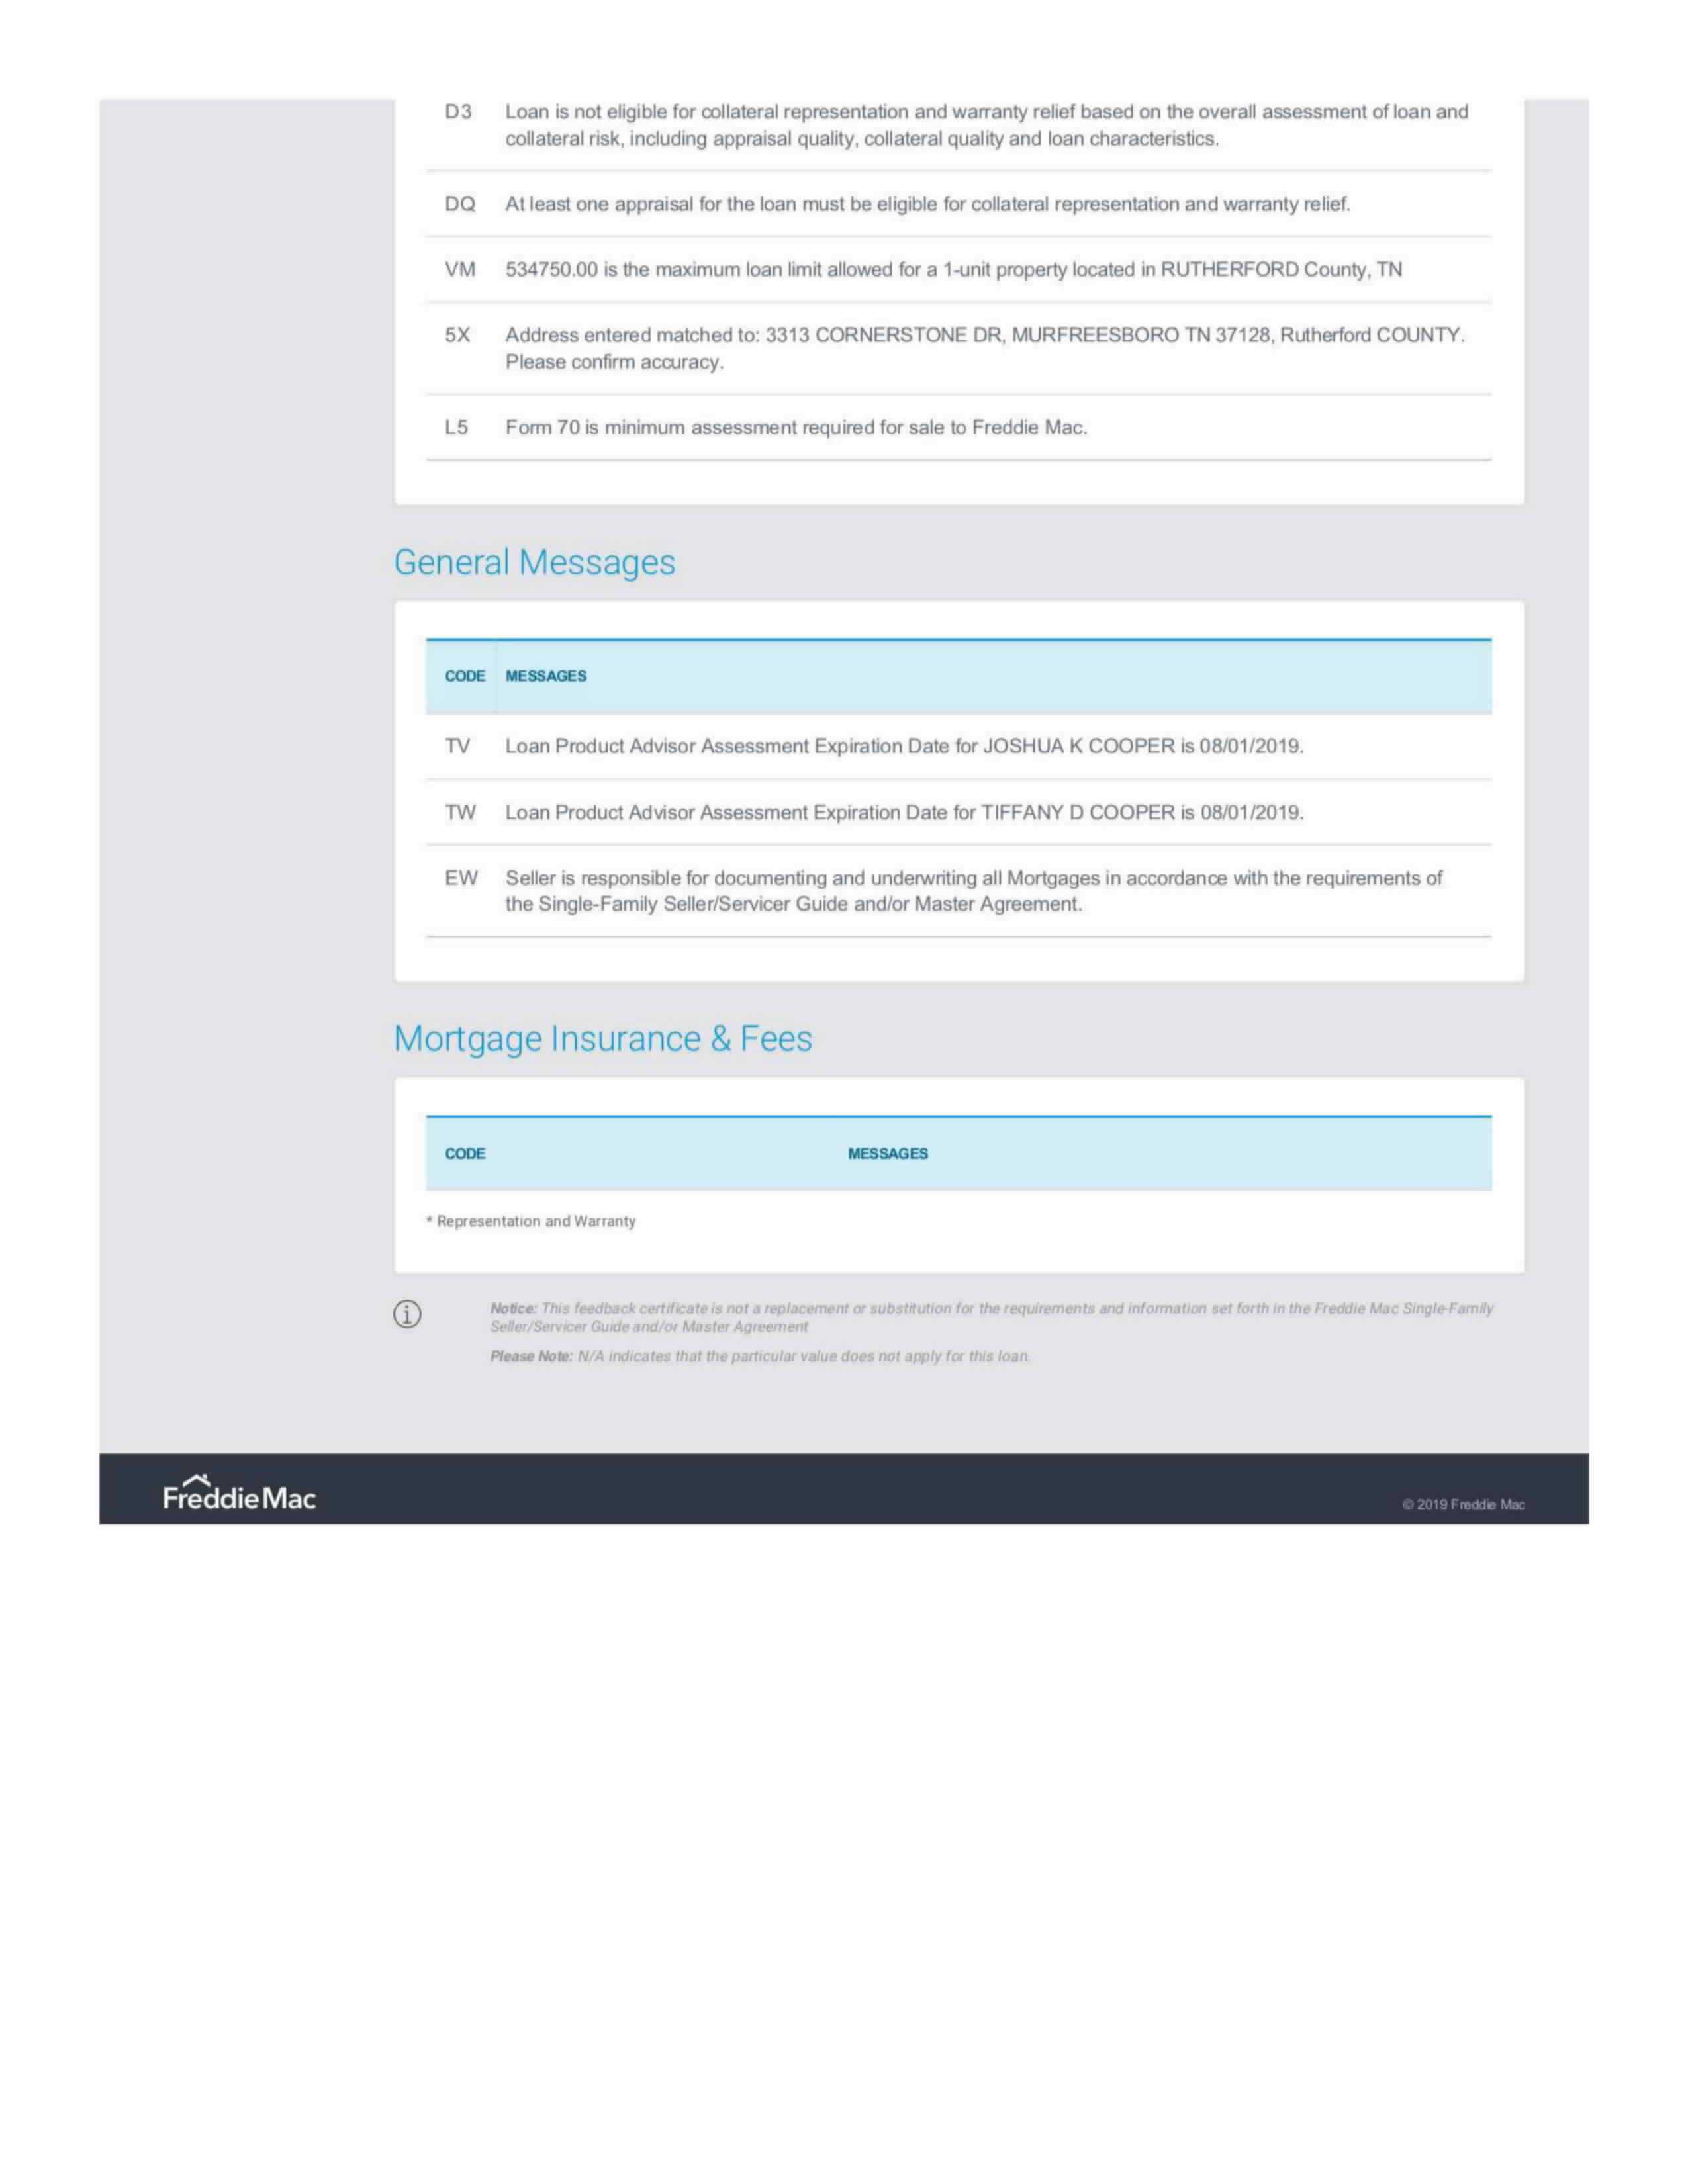 D3 Loan is not eligible for collateral representation and warranty relief based on the overall assessment of loan and
collateral risk, including appraisal quality, collateral quality and loan characteristics.
DQ At least one appraisal for the loan must be eligible for collateral representation and warranty relief.
VM 534750.00 is the maximum loan limit allowed for a 1-unit property located in RUTHERFORD County, TN
5X Address entered matched to: 3313 CORNERSTONE DR, MURFREESBORO TN 37128, Rutherford COUNTY.
Please confirm accuracy.
L5 Form 70 is minimum assessment required for sale to Freddie Mac.
General Messages
CODE MESSAGES
TV Loan Product Advisor Assessment Expiration Date for JOSHUA K COOPER is 08/01/2019.
TW Loan Product Advisor Assessment Expiration Date for TIFFANY D COOPER is 08/01/2019.
EW Seller is responsible for documenting and underwriting all Mortgages in accordance with the requirements of
the Single-Family Seller/Servicer Guide and/or Master Agreement.
Mortgage Insurance & Fees
CODE MESSAGES
* Representation and Warranty
Notice: This feedback certificate is not a replacement or substitution for the requirements and information set forth in the Freddie Mac Single-Family
Seller/Servicer Guide and/or Master Agreement
Please Note: N/A indicates that the particular value does not apply for this loan.
FreddieMac
© 2019 Freddie Mac